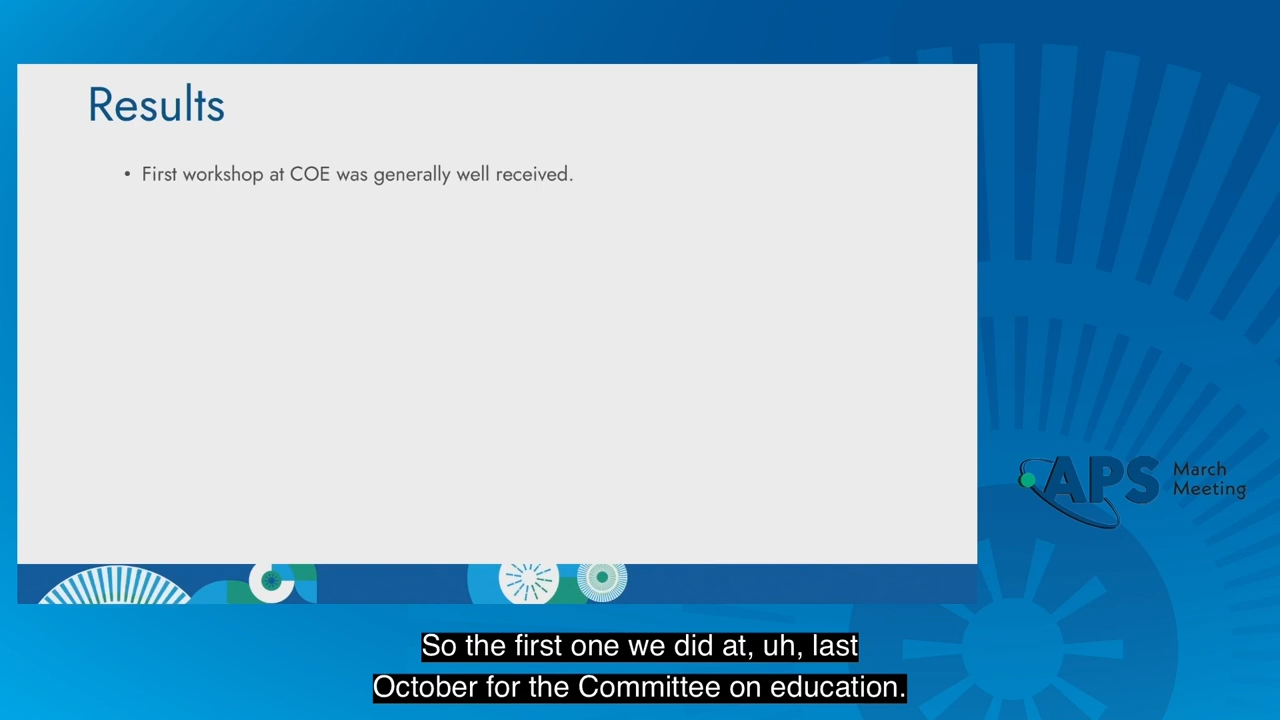 Results
• First workshop at COE was generally well received.
APS March
Meeting
So the first one we did at, uh, last
October for the Committee on education.